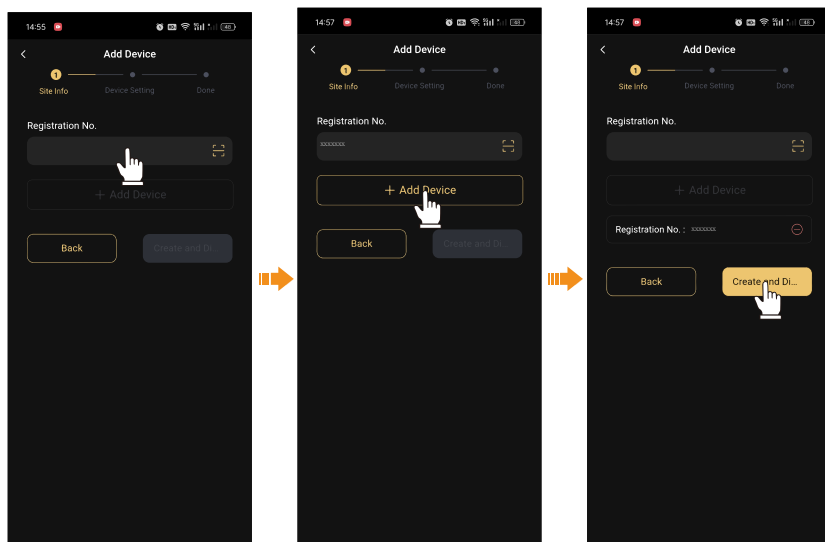 14:55
48
Add Device
1
Site Info Device Setting Done
Registration No.
+ Add Device
Back Create and Di...
14:57
48
Add Device
1
Site Info Device Setting Done
Registration No.
xxxxxxx
+ Add Device
Back Create and Di...
14:57
48
Add Device
1
Site Info Device Setting Done
Registration No.
+ Add Device
Registration No. : xxxxxxx
Back Create and Di...